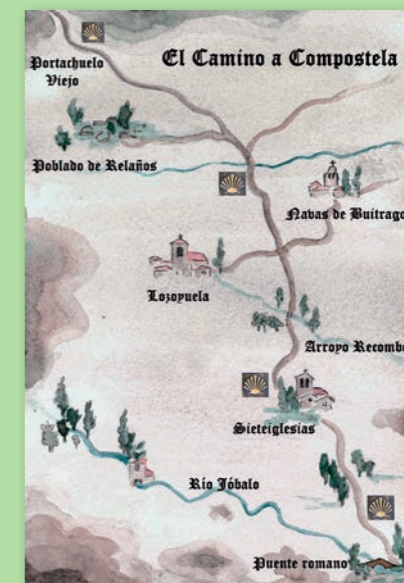 El Camino a Compostela
Portachuelo
Viejo
Poblado de Relaños
Navas de Buitrago
Lozoyuela
Arroyo Recombo
Sieteiglesias
Río Jóbalo
Puente romano